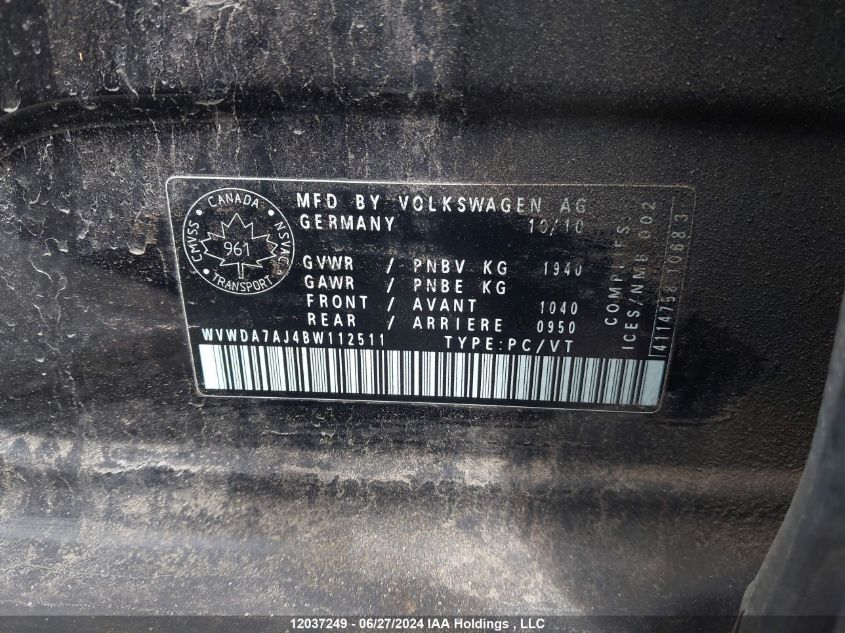 CANADA
CMVSS
NSVAC
961
TRANSPORT
MFD BY VOLKSWAGEN AG
GERMANY 10/10
GVWR / PNBV KG 1940
GAWR / PNBE KG
FRONT / AVANT 1040
REAR / ARRIERE 0950
WVWDA7AJ4BW112511 TYPE:PC/VT
ICES/NMB 002
12037249 - 06/27/2024 IAA Holdings , LLC